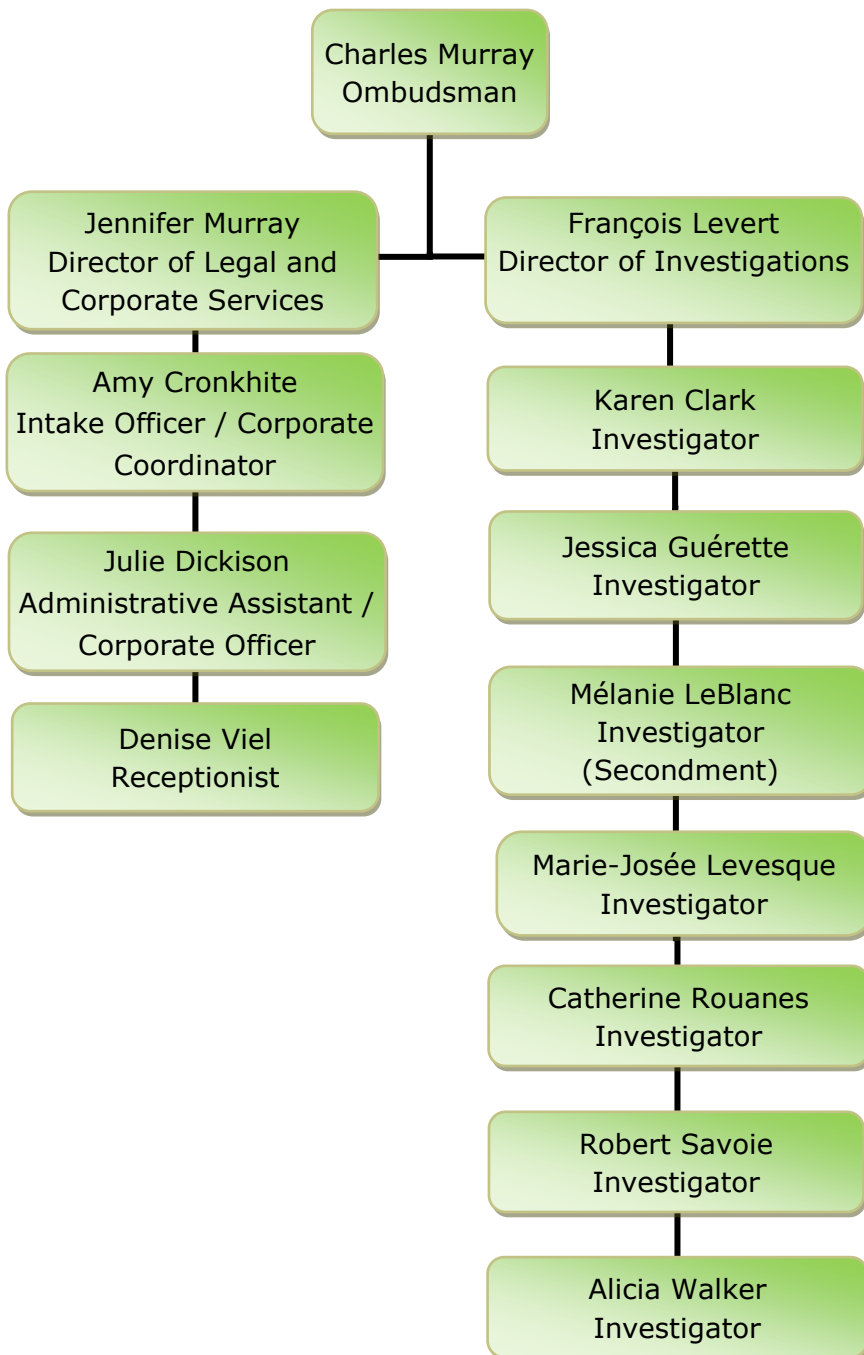 Charles Murray
Ombudsman
Jennifer Murray
Director of Legal and
Corporate Services
François Levert
Director of Investigations
Amy Cronkhite
Intake Officer / Corporate
Coordinator
Julie Dickison
Administrative Assistant /
Corporate Officer
Denise Viel
Receptionist
Karen Clark
Investigator
Jessica Guérette
Investigator
Mélanie LeBlanc
Investigator
(Secondment)
Marie-Josée Levesque
Investigator
Catherine Rouanes
Investigator
Robert Savoie
Investigator
Alicia Walker
Investigator